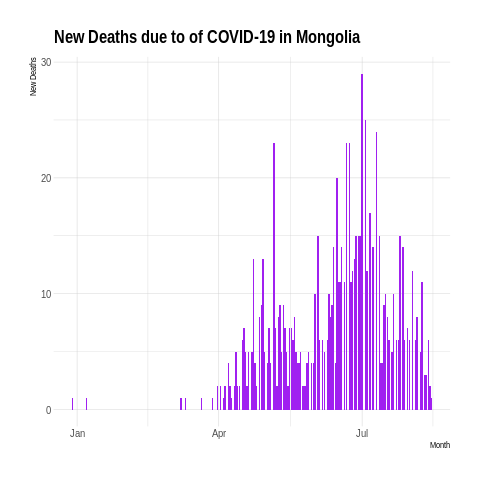 New Deaths due to of COVID-19 in Mongolia
New Deaths
30
20
10
0
Jan
Apr
Jul
Month